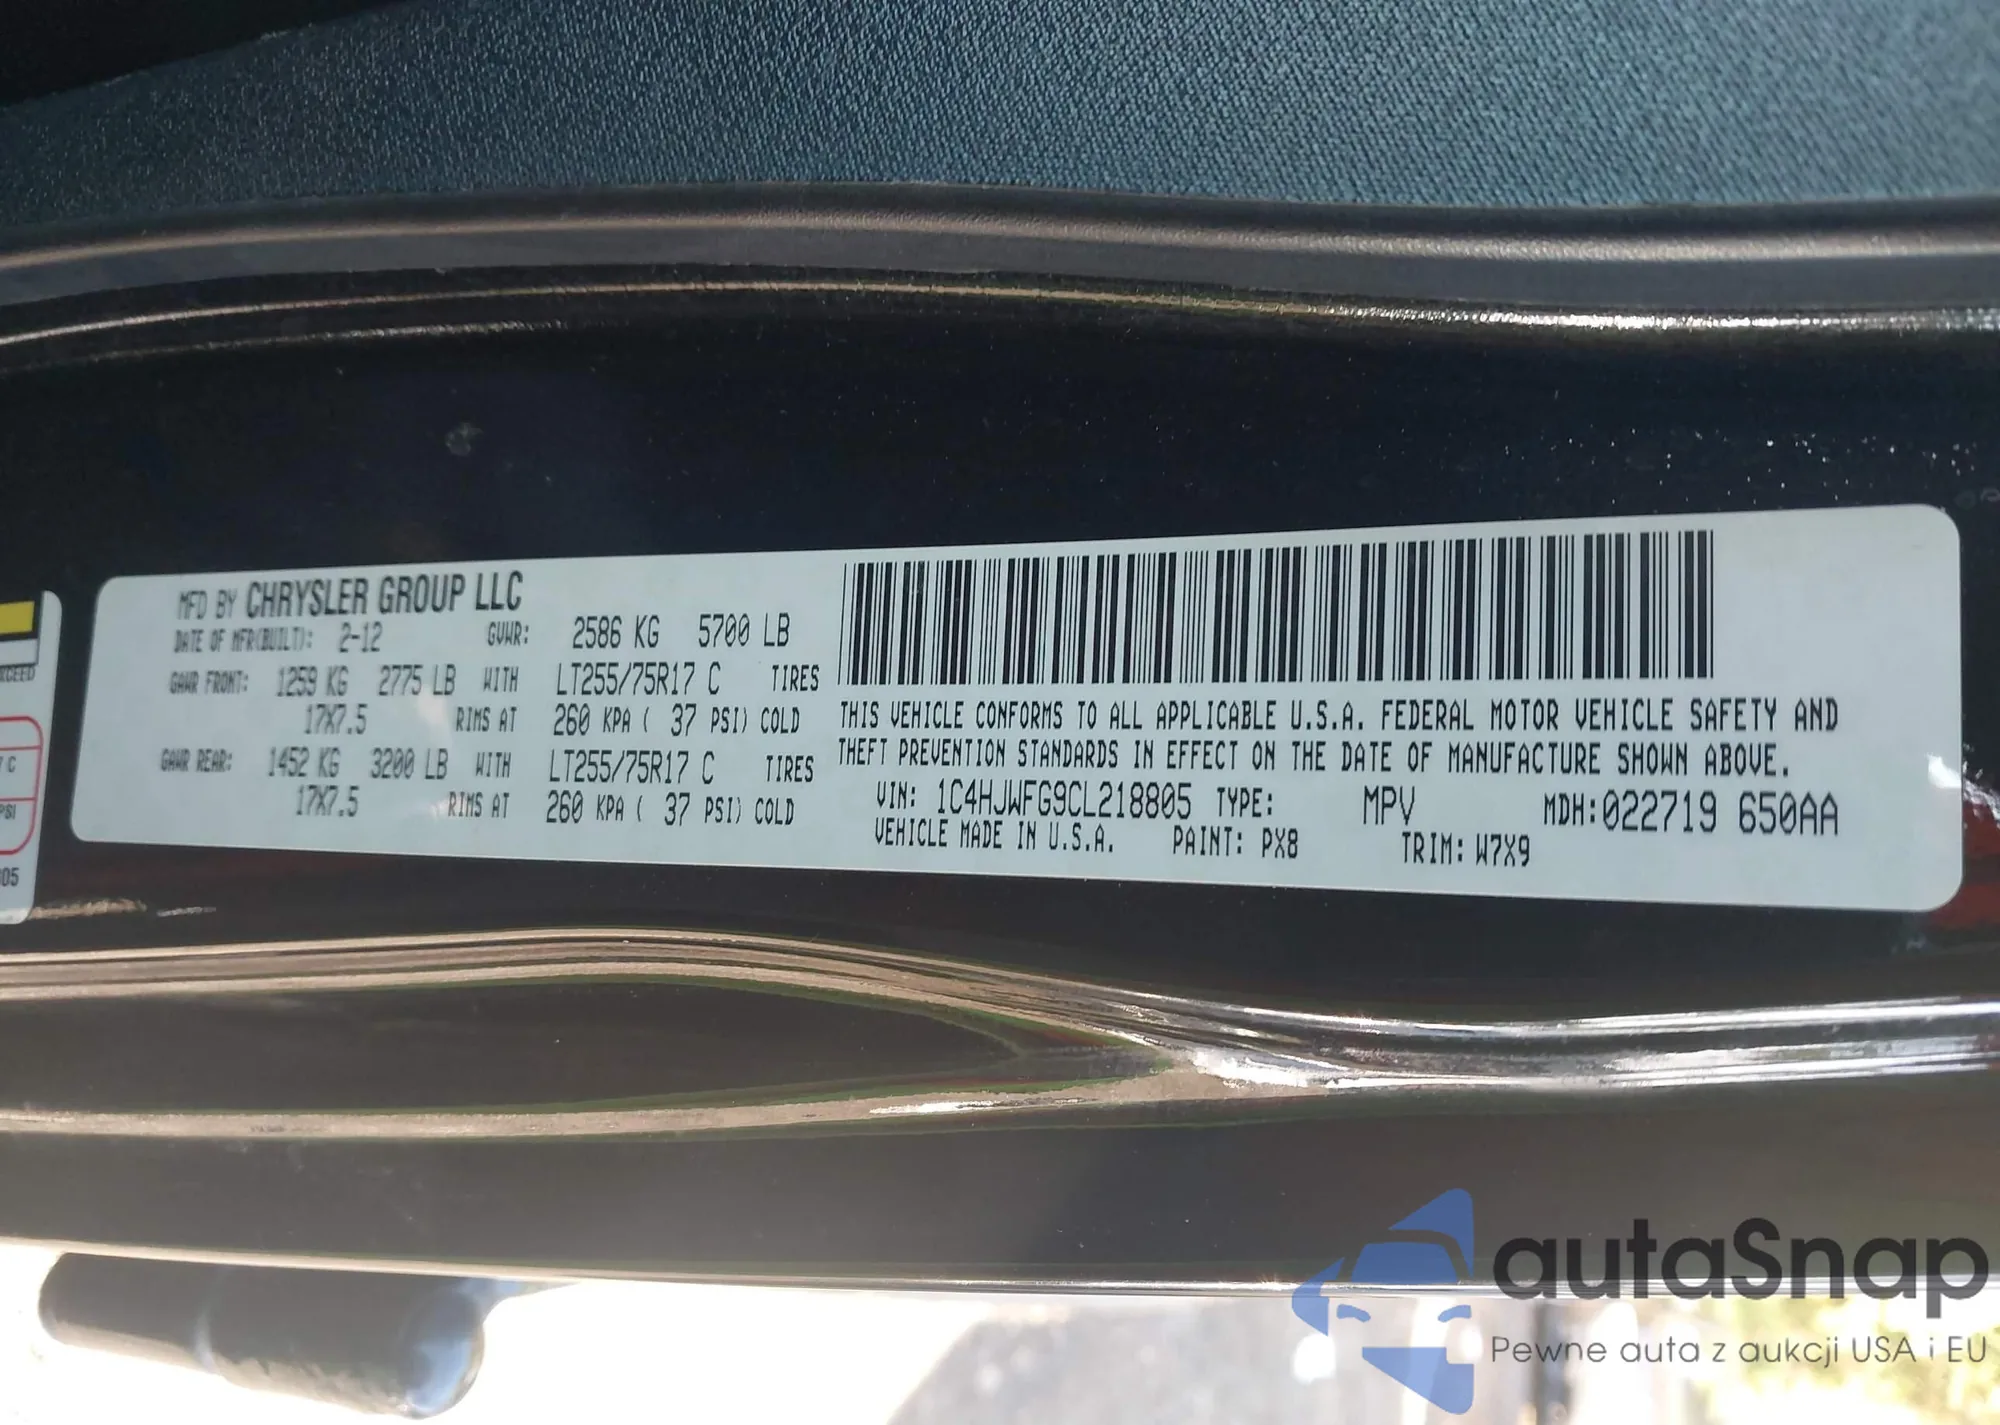 MFD BY CHRYSLER GROUP LLC
DATE OF MFR(BUILT): 2-12 GVWR: 2586 KG 5700 LB
GAWR FRONT: 1259 KG 2775 LB WITH LT255/75R17 C TIRES
17X7.5 RIMS AT 260 KPA ( 37 PSI) COLD
GAWR REAR: 1452 KG 3200 LB WITH LT255/75R17 C TIRES
17X7.5 RIMS AT 260 KPA ( 37 PSI) COLD
THIS VEHICLE CONFORMS TO ALL APPLICABLE U.S.A. FEDERAL MOTOR VEHICLE SAFETY AND
THEFT PREVENTION STANDARDS IN EFFECT ON THE DATE OF MANUFACTURE SHOWN ABOVE.
VIN: 1C4HJWFG9CL218805 TYPE: MPV MDH:022719 650AA
VEHICLE MADE IN U.S.A. PAINT: PX8 TRIM: W7X9
7 C
PSI
autaSnap
Pewne auta z aukcji USA i EU